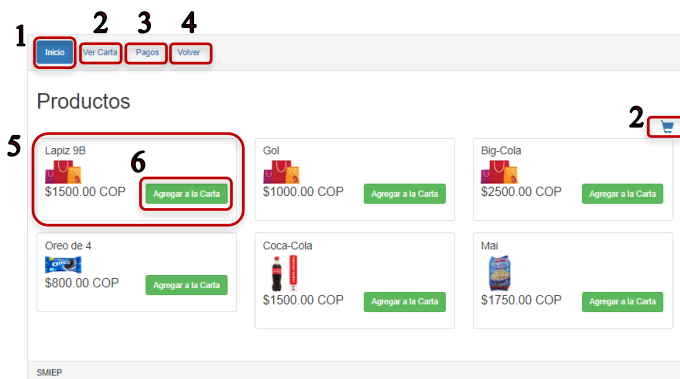 1 2 3 4
Inicio Ver Carta Pagos Volver
Productos
2
5
Lapiz 9B
6
$1500.00 COP Agregar a la Carta
Gol
$1000.00 COP Agregar a la Carta
Big-Cola
$2500.00 COP Agregar a la Carta
Oreo de 4
OREO
$800.00 COP Agregar a la Carta
Coca-Cola
$1500.00 COP Agregar a la Carta
Mai
$1750.00 COP Agregar a la Carta
SMIEP